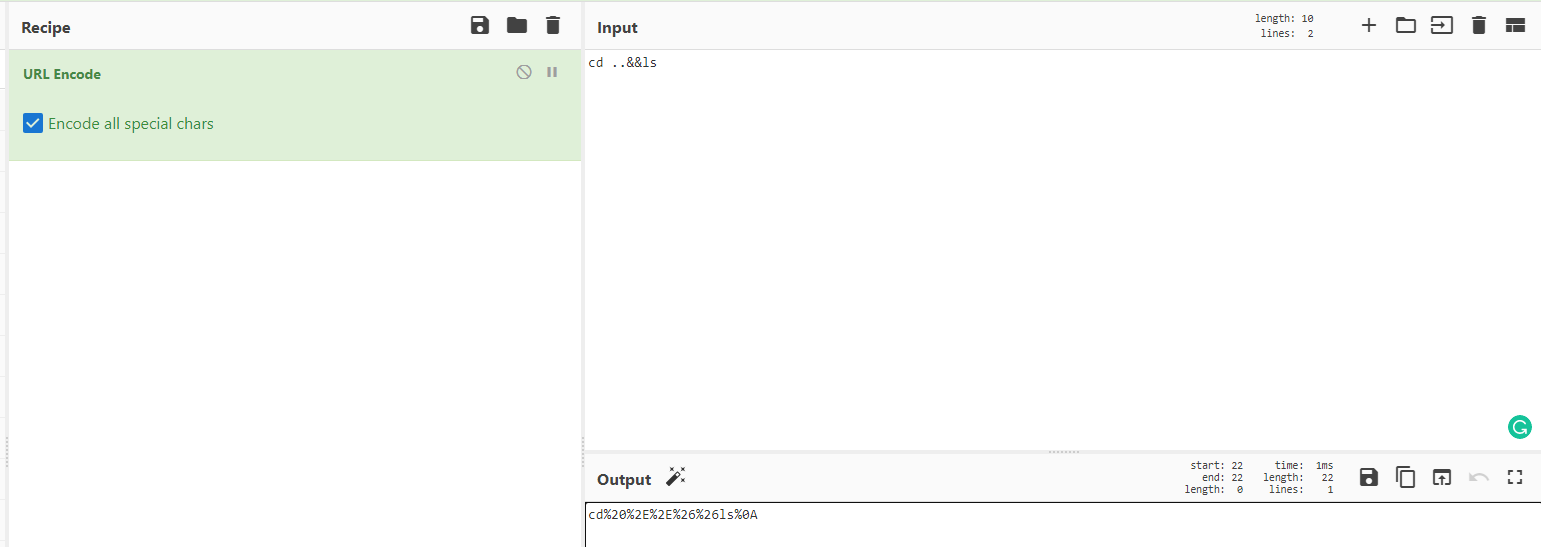 Recipe
URL Encode
Encode all special chars
Input
length: 10
lines: 2
cd ..&&ls
Output
start: 22 time: 1ms
end: 22 length: 22
length: 0 lines: 1
cd%20%2E%2E%26%26ls%0A